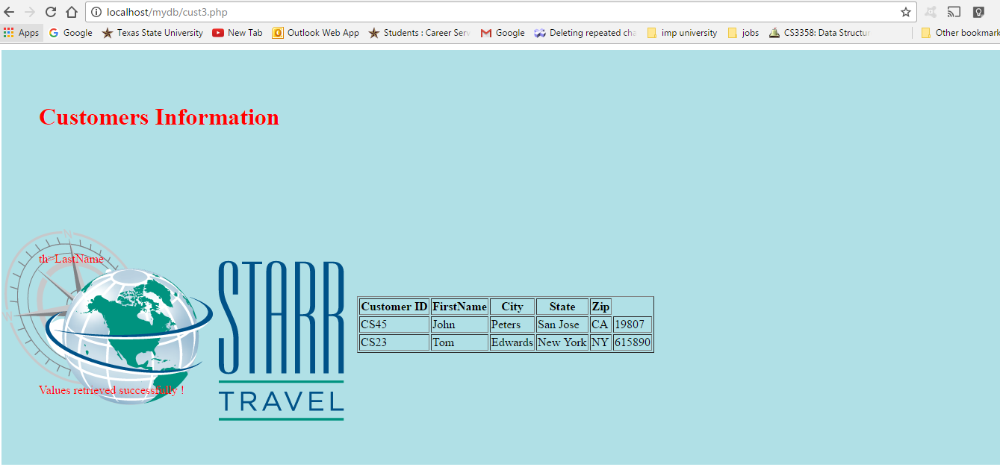 localhost/mydb/cust3.php
Apps Google Texas State University New Tab Outlook Web App Students : Career Serv Google Deleting repeated cha imp university jobs CS3358: Data Structur Other bookmark
Customers Information
N
th>LastName
W
STARR
TRAVEL
Customer ID FirstName City State Zip
CS45 John Peters San Jose CA 19807
CS23 Tom Edwards New York NY 615890
Values retrieved successfully !